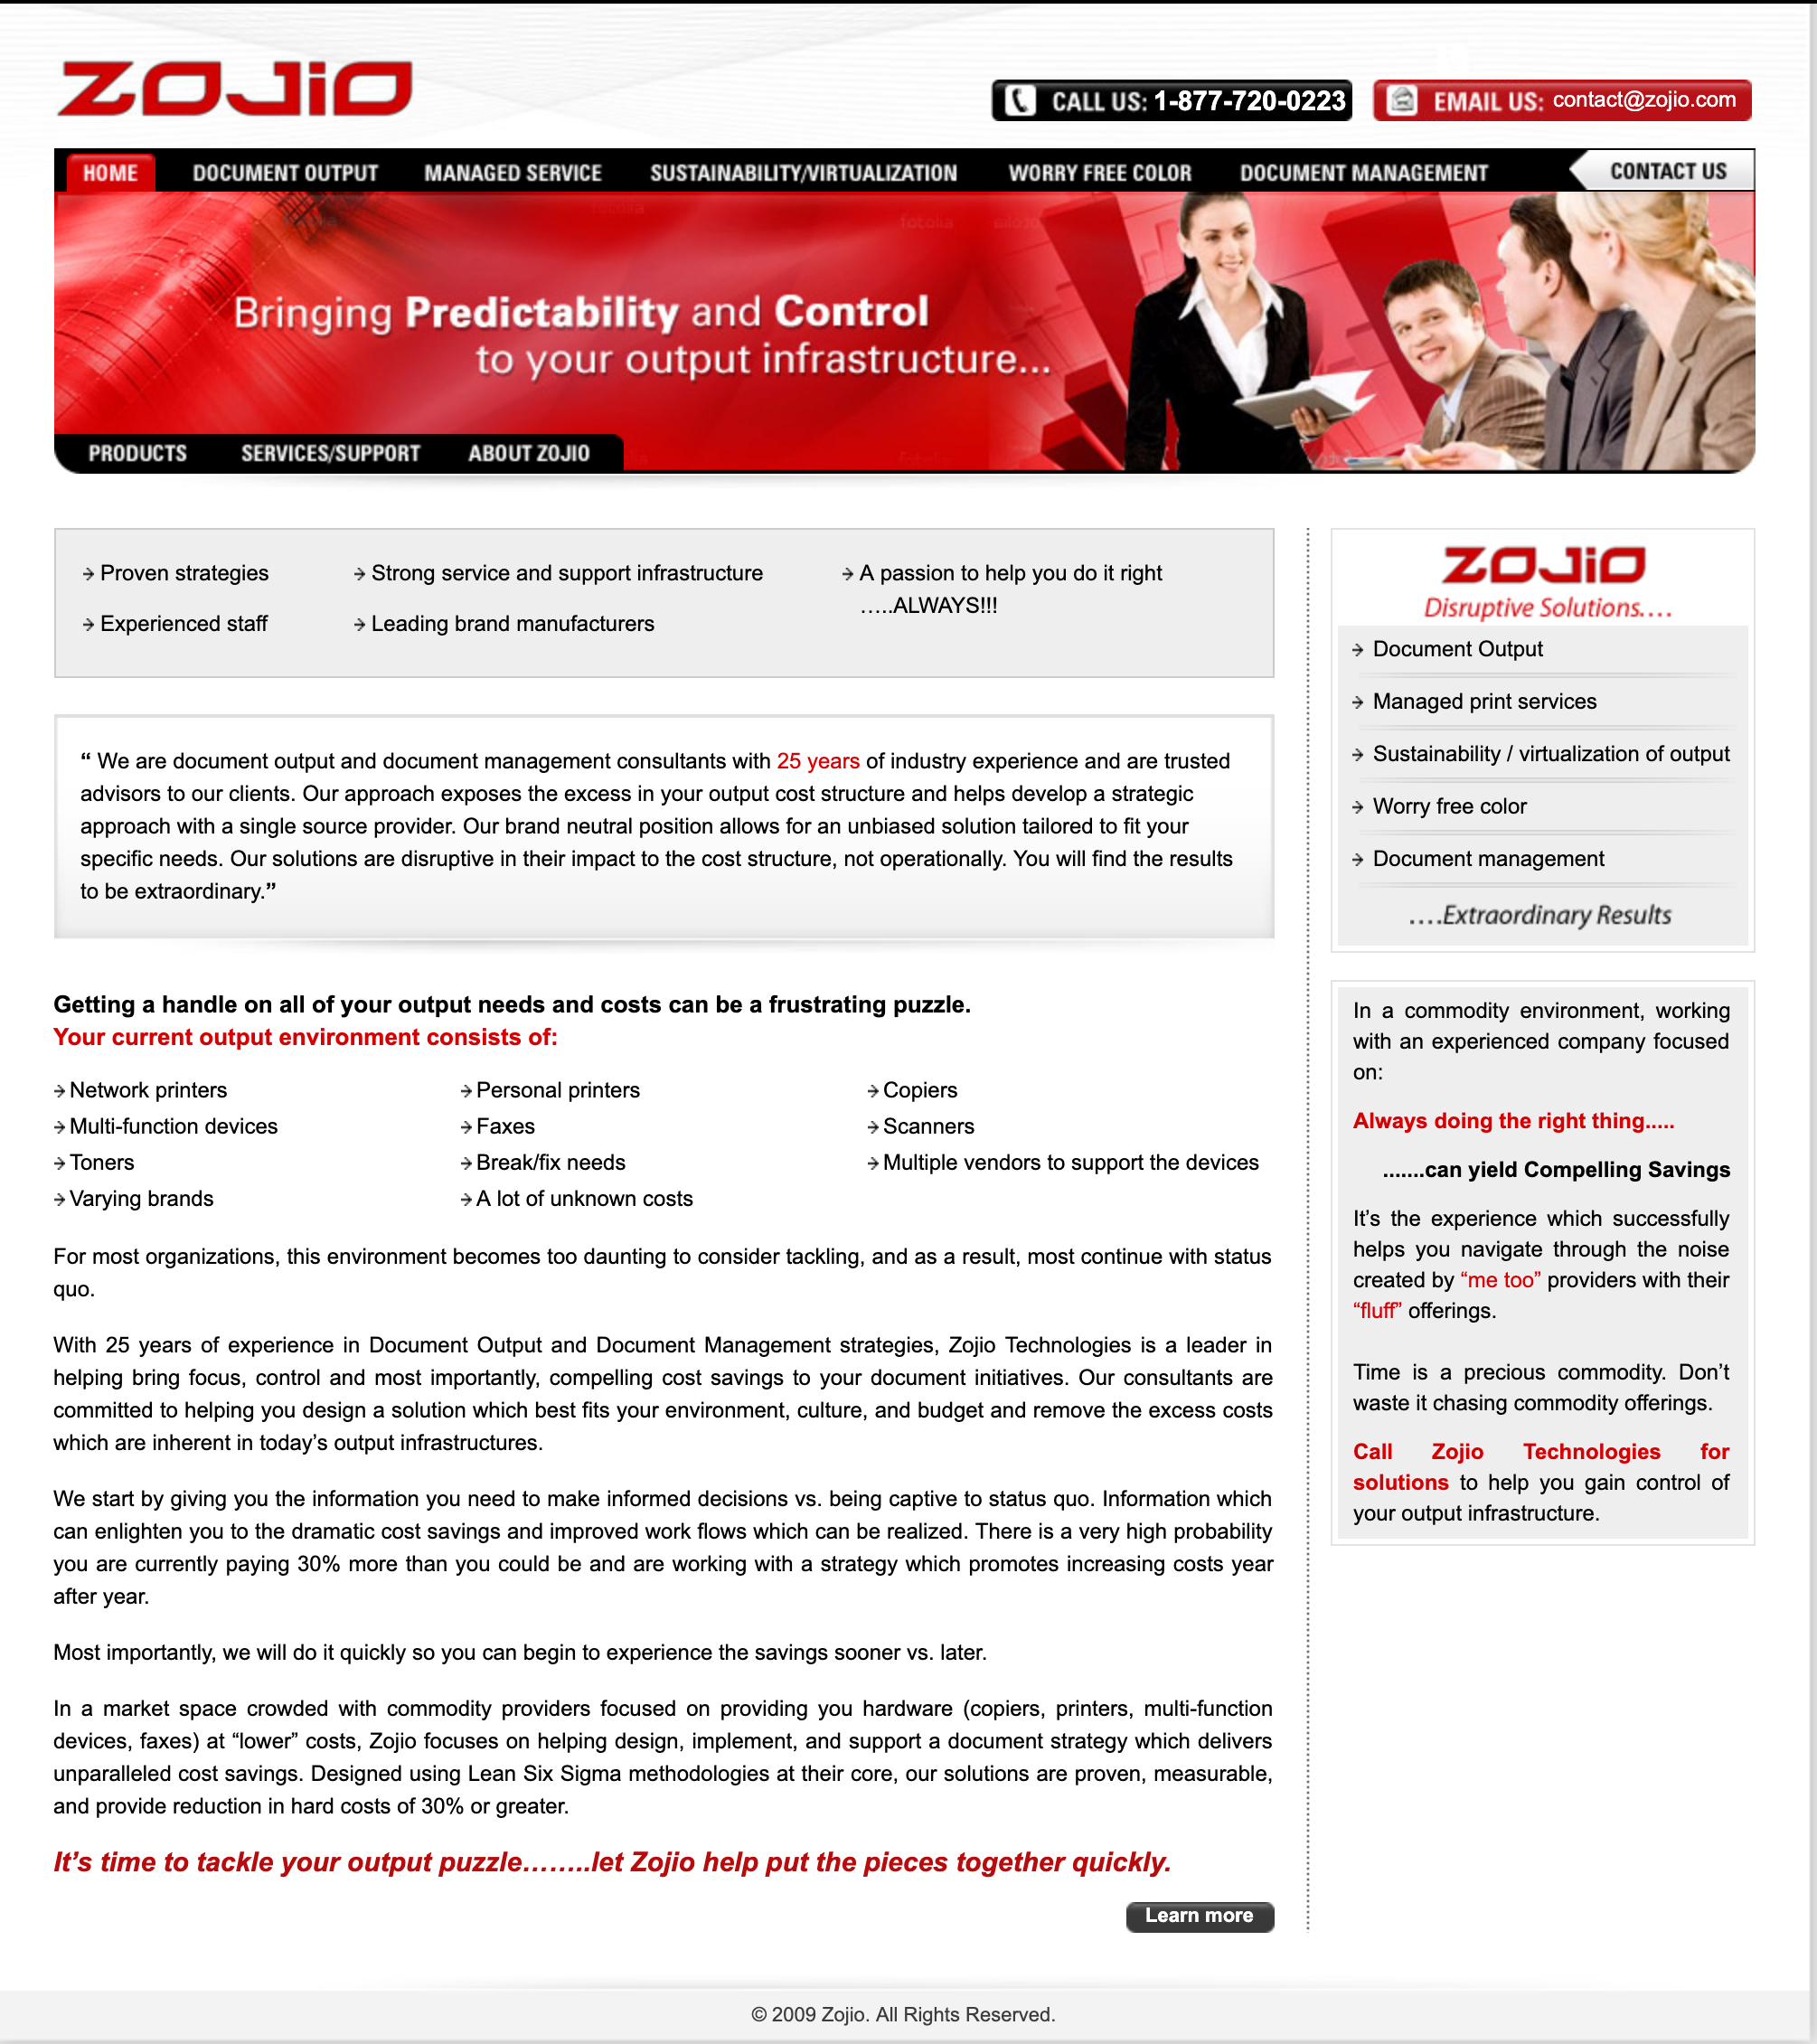 ZOJIO
CALL US: 1-877-720-0223
EMAIL US: contact@zojio.com
HOME
DOCUMENT OUTPUT
MANAGED SERVICE
SUSTAINABILITY/VIRTUALIZATION
WORRY FREE COLOR
DOCUMENT MANAGEMENT
CONTACT US
fotolia
fotolia
Bringing Predictability and Control
to your output infrastructure...
PRODUCTS
SERVICES/SUPPORT
ABOUT ZOJIO
Proven strategies
Experienced staff
Strong service and support infrastructure
Leading brand manufacturers
A passion to help you do it right
…..ALWAYS!!!
“ We are document output and document management consultants with 25 years of industry experience and are trusted
advisors to our clients. Our approach exposes the excess in your output cost structure and helps develop a strategic
approach with a single source provider. Our brand neutral position allows for an unbiased solution tailored to fit your
specific needs. Our solutions are disruptive in their impact to the cost structure, not operationally. You will find the results
to be extraordinary.”
Getting a handle on all of your output needs and costs can be a frustrating puzzle.
Your current output environment consists of:
Network printers
Personal printers
Copiers
Multi-function devices
Faxes
Scanners
Toners
Break/fix needs
Multiple vendors to support the devices
Varying brands
A lot of unknown costs
For most organizations, this environment becomes too daunting to consider tackling, and as a result, most continue with status
quo.
With 25 years of experience in Document Output and Document Management strategies, Zojio Technologies is a leader in
helping bring focus, control and most importantly, compelling cost savings to your document initiatives. Our consultants are
committed to helping you design a solution which best fits your environment, culture, and budget and remove the excess costs
which are inherent in today’s output infrastructures.
We start by giving you the information you need to make informed decisions vs. being captive to status quo. Information which
can enlighten you to the dramatic cost savings and improved work flows which can be realized. There is a very high probability
you are currently paying 30% more than you could be and are working with a strategy which promotes increasing costs year
after year.
Most importantly, we will do it quickly so you can begin to experience the savings sooner vs. later.
In a market space crowded with commodity providers focused on providing you hardware (copiers, printers, multi-function
devices, faxes) at “lower” costs, Zojio focuses on helping design, implement, and support a document strategy which delivers
unparalleled cost savings. Designed using Lean Six Sigma methodologies at their core, our solutions are proven, measurable,
and provide reduction in hard costs of 30% or greater.
It’s time to tackle your output puzzle……..let Zojio help put the pieces together quickly.
Learn more
ZOJIO
Disruptive Solutions….
Document Output
Managed print services
Sustainability / virtualization of output
Worry free color
Document management
….Extraordinary Results
In a commodity environment, working
with an experienced company focused
on:
Always doing the right thing.....
.......can yield Compelling Savings
It’s the experience which successfully
helps you navigate through the noise
created by “me too” providers with their
“fluff” offerings.
Time is a precious commodity. Don’t
waste it chasing commodity offerings.
Call Zojio Technologies for
solutions to help you gain control of
your output infrastructure.
© 2009 Zojio. All Rights Reserved.